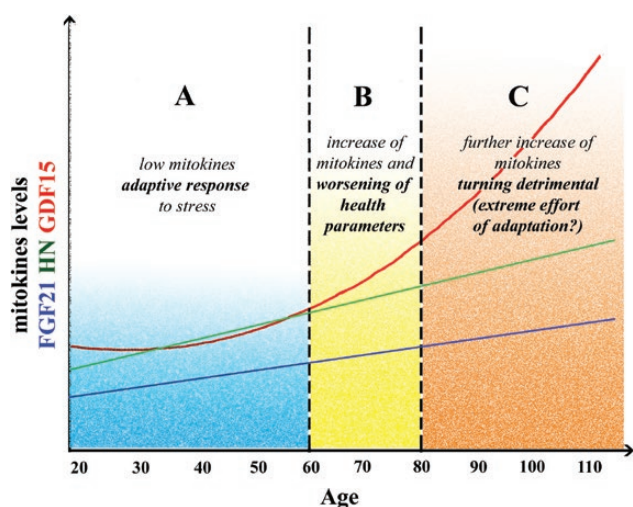 A
B
C
low mitokines
adaptive response
to stress
increase of
mitokines and
worsening of
health
parameters
further increase of
mitokines
turning detrimental
(extreme effort
of adaptation?)
mitokines levels
FGF21 HN GDF15
20 30 40 50 60 70 80 90 100 110
Age